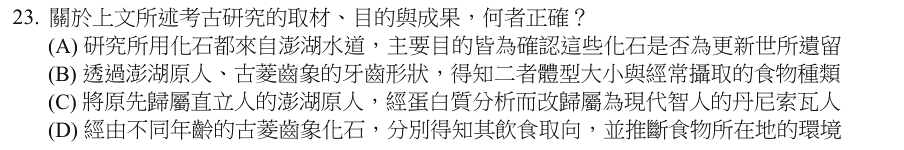 23. 關於上文所述考古研究的取材、目的與成果，何者正確？
(A) 研究所用化石都來自澎湖水道，主要目的皆為確認這些化石是否為更新世所遺留
(B) 透過澎湖原人、古菱齒象的牙齒形狀，得知二者體型大小與經常攝取的食物種類
(C) 將原先歸屬直立人的澎湖原人，經蛋白質分析而改歸屬為現代智人的丹尼索瓦人
(D) 經由不同年齡的古菱齒象化石，分別得知其飲食取向，並推斷食物所在地的環境